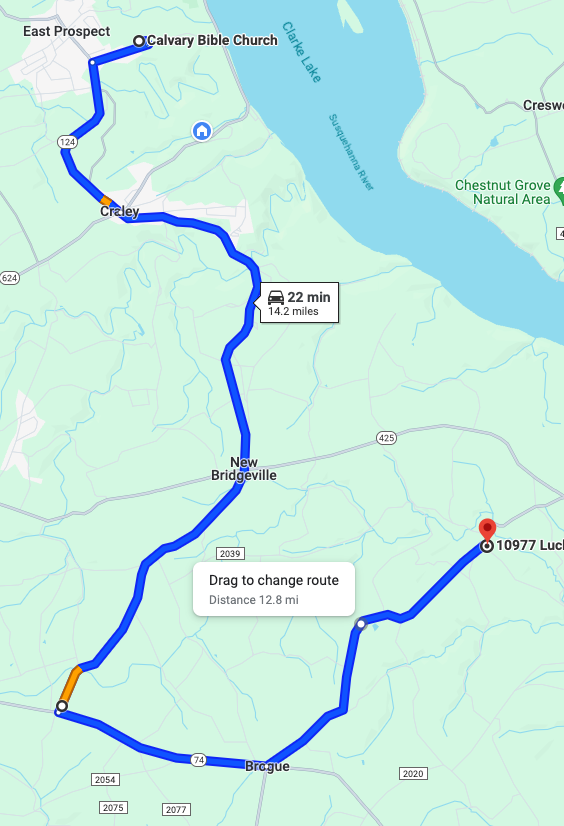 East Prospect
Calvary Bible Church
Clarke Lake
Creswe
124
Susquehanna River
Chestnut Grove
Natural Area
Craley
4
624
22 min
14.2 miles
425
New
Bridgeville
10977 Lucl
2039
Drag to change route
Distance 12.8 mi
74
Brogue
2054
2020
2075
2077